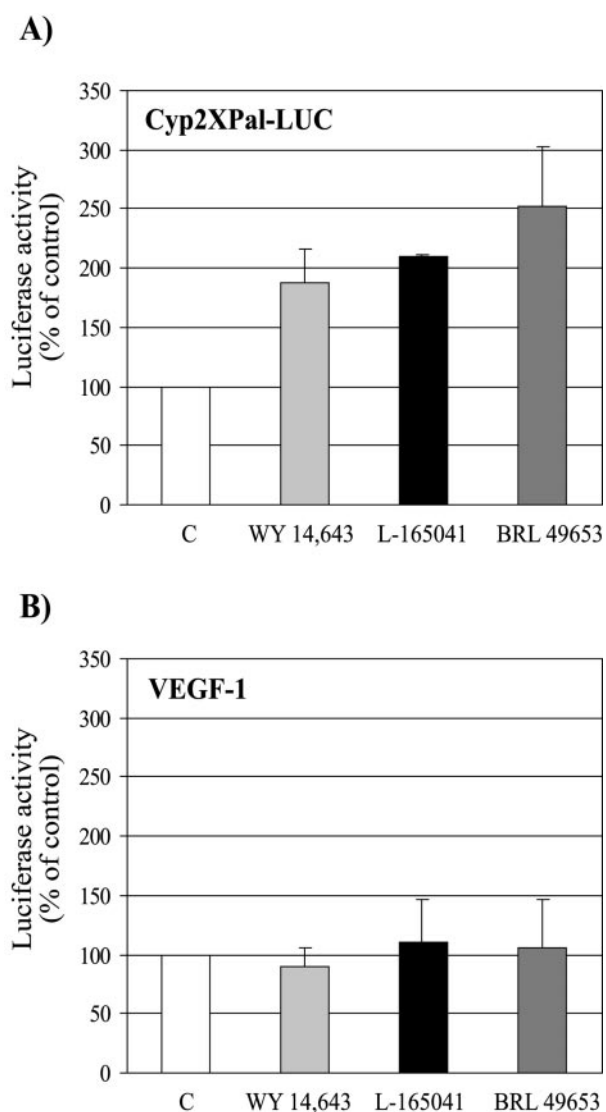 A)
350
Cyp2XPal-LUC
300
250
200
150
100
50
0
Luciferase activity
(% of control)
C WY 14,643 L-165041 BRL 49653
B)
350
VEGF-1
300
250
200
150
100
50
0
Luciferase activity
(% of control)
C WY 14,643 L-165041 BRL 49653